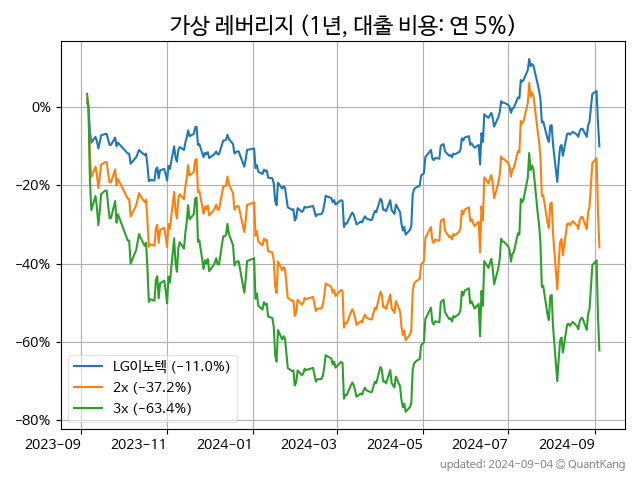 가상 레버리지 (1년, 대출 비용: 연 5%)
0%
−20%
−40%
−60%
−80%
LG이노텍 (−11.0%)
2x (−37.2%)
3x (−63.4%)
2023-09 2023-11 2024-01 2024-03 2024-05 2024-07 2024-09
updated: 2024-09-04 © QuantKang